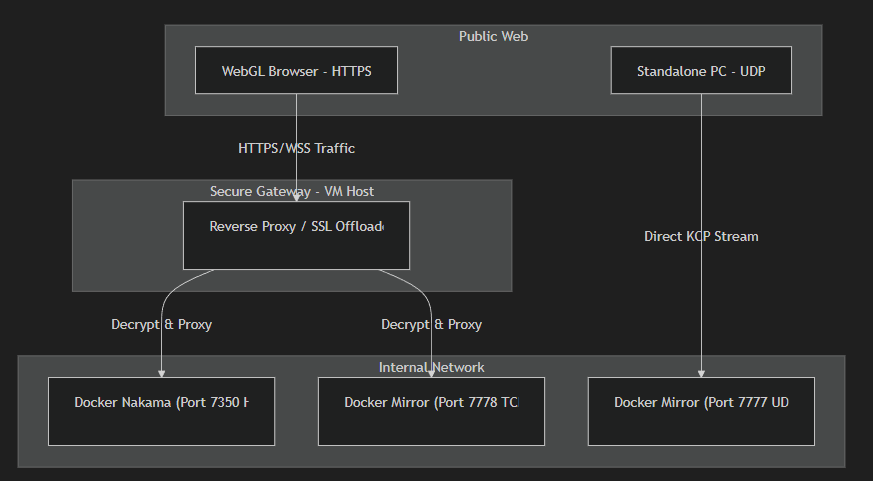 Public Web
WebGL Browser - HTTPS
Standalone PC - UDP
HTTPS/WSS Traffic
Secure Gateway - VM Host
Reverse Proxy / SSL Offload
Direct KCP Stream
Decrypt & Proxy
Decrypt & Proxy
Internal Network
Docker Nakama (Port 7350 H
Docker Mirror (Port 7778 TC
Docker Mirror (Port 7777 UD